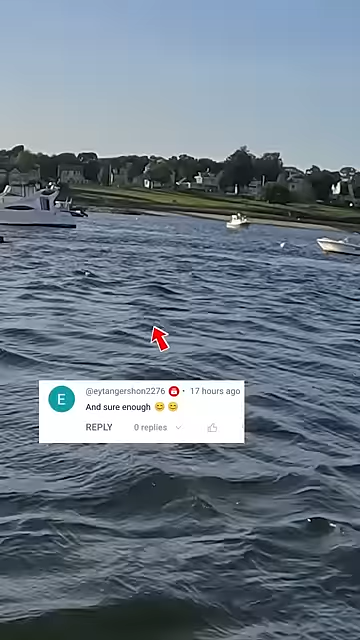 E
@eytangershon2276 • 17 hours ago
And sure enough 😊 😊
REPLY 0 replies